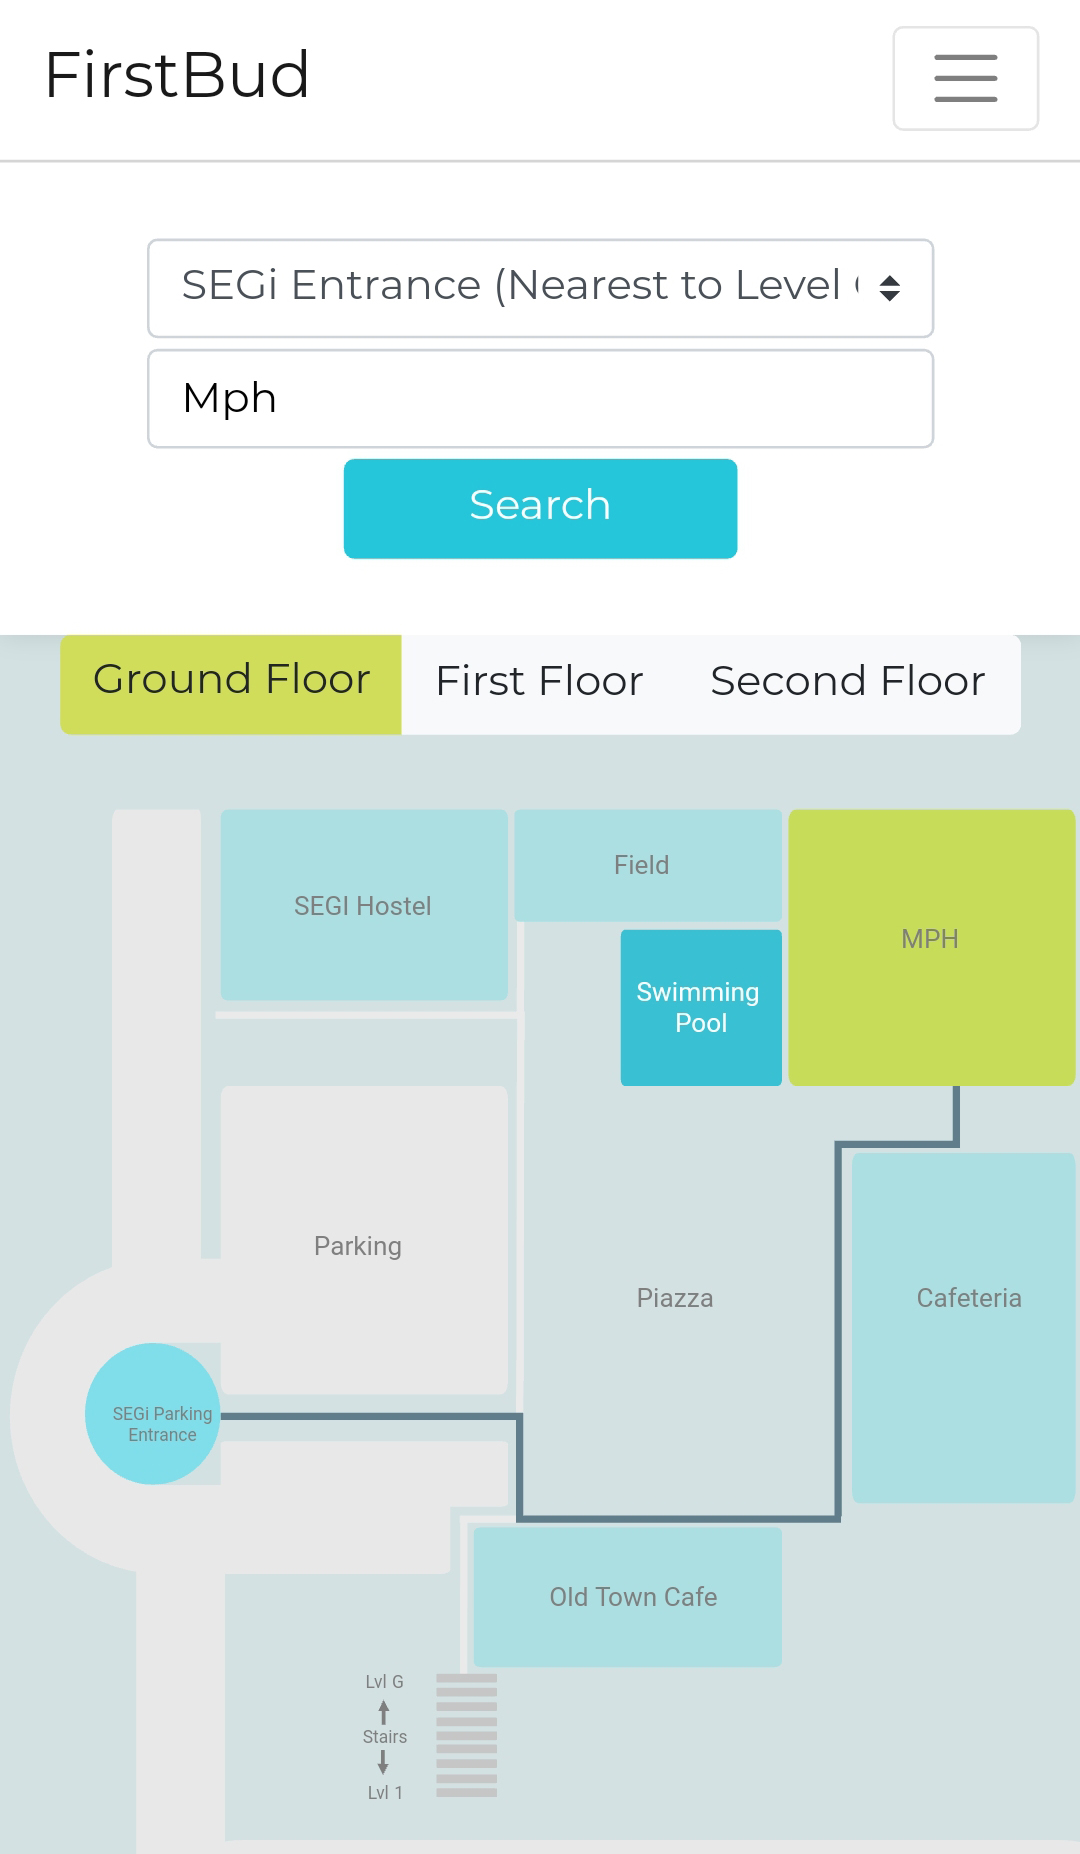 FirstBud
SEGi Entrance (Nearest to Level
Mph
Search
Ground Floor
First Floor
Second Floor
SEGI Hostel
Field
MPH
Swimming
Pool
Parking
Piazza
Cafeteria
SEGi Parking
Entrance
Old Town Cafe
Lvl G
Stairs
Lvl 1